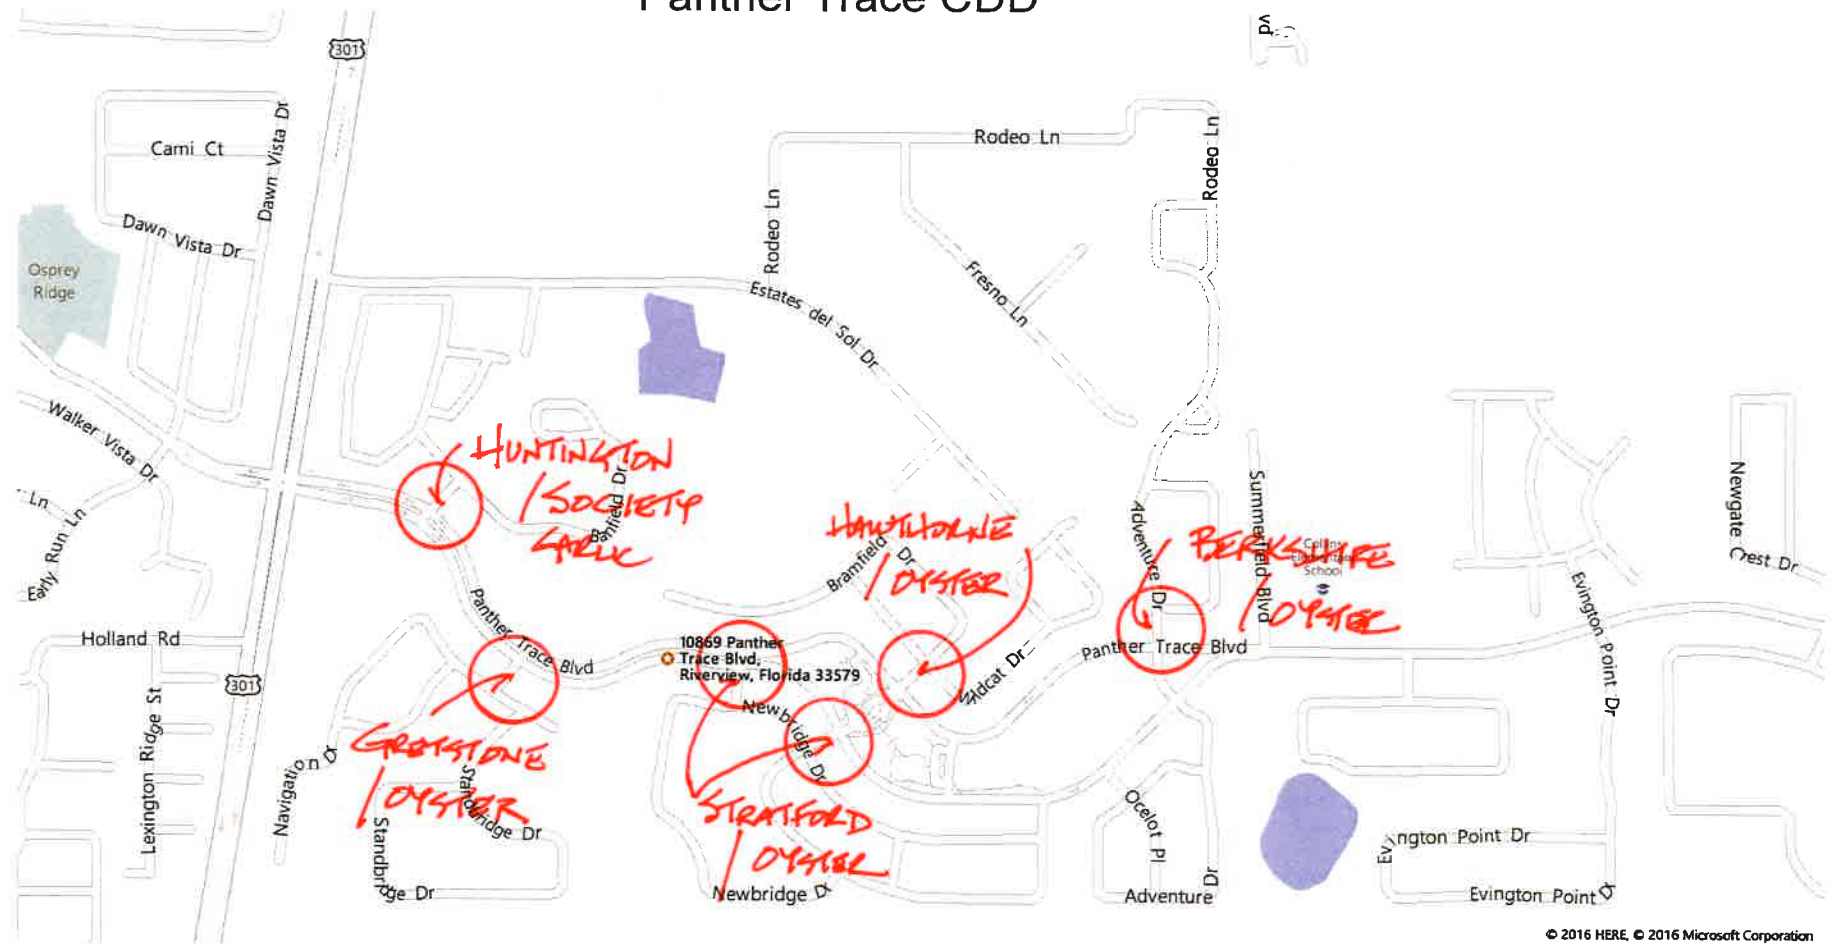 Panther Trace CDD
301
vd
Cami Ct
Dawn Vista Dr
Dawn Vista Dr
Rodeo Ln
Rodeo Ln
Rodeo Ln
Osprey
Ridge
Estates del Sol Dr
Fresno Ln
Walker Vista Dr
Ln
Early Run Ln
HUNTINGTON
/ SOCIETY
GARLIC
Banfield Dr
HAWTHORNE
/ OYSTER
Bramfield Dr
Adventure Dr
Summerfield Blvd
BERKSHIRE
/ OYSTER
Collins
Elementary
School
Newgate Crest Dr
Evington Point Dr
Holland Rd
Panther Trace Blvd
10869 Panther
Trace Blvd,
Riverview, Florida 33579
Wildcat Dr
Panther Trace Blvd
301
Lexington Ridge St
Navigation Dr
Newbridge Dr
GREYSTONE
/ OYSTER
Standbridge Dr
Standbridge Dr
STRATFORD
/ OYSTER
Newbridge Dr
Ocelot Pl
Adventure Dr
Evington Point Dr
Evington Point Dr
© 2016 HERE, © 2016 Microsoft Corporation